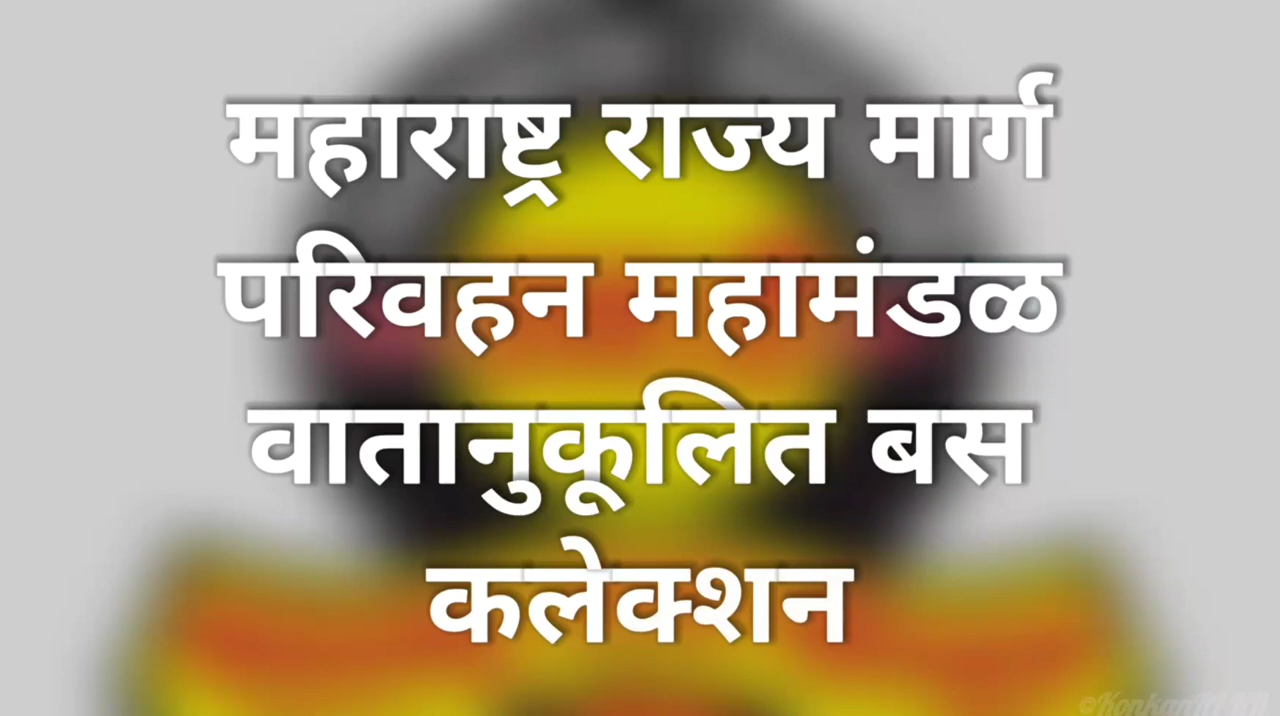 महाराष्ट्र राज्य मार्ग
परिवहन महामंडळ
वातानुकूलित बस
कलेक्शन